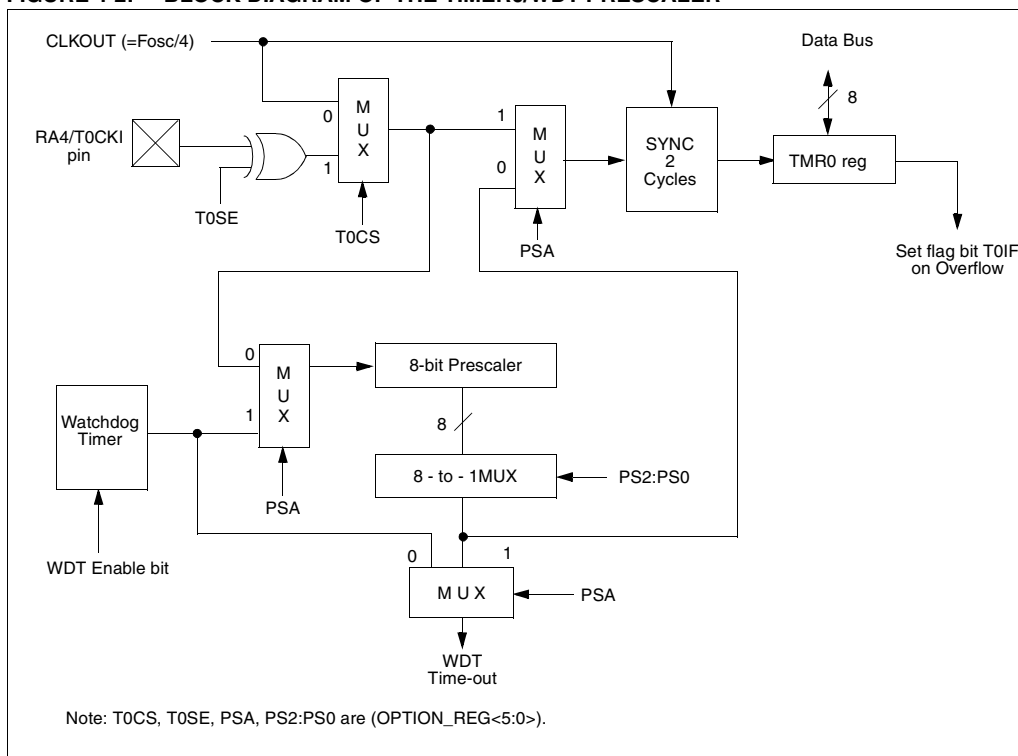 CLKOUT (=Fosc/4)
Data Bus
8
RA4/T0CKI
pin
T0SE
0
1
M
U
X
T0CS
1
0
M
U
X
PSA
SYNC
2
Cycles
TMR0 reg
Set flag bit T0IF
on Overflow
0
1
M
U
X
PSA
8-bit Prescaler
8
Watchdog
Timer
WDT Enable bit
8 - to - 1MUX
PS2:PS0
0
1
M U X
PSA
WDT
Time-out
Note: T0CS, T0SE, PSA, PS2:PS0 are (OPTION_REG<5:0>).